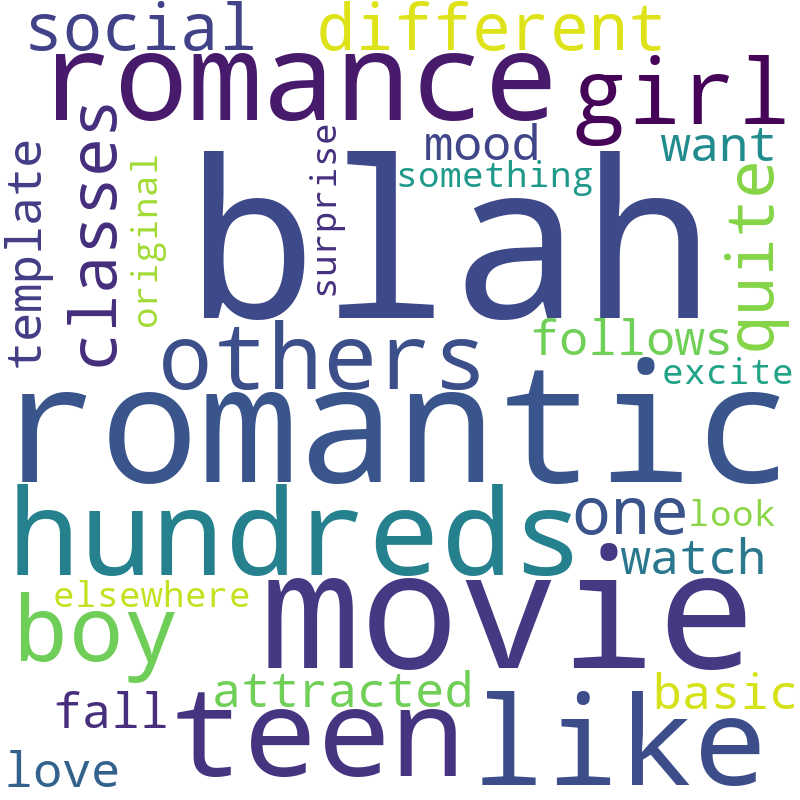 social different
romance girl
classes
mood want
template
original
surprise
something
blah
quite
others follows
excite
romantic
hundreds one look
watch
elsewhere
boy movie
attracted basic
fall teen like
love